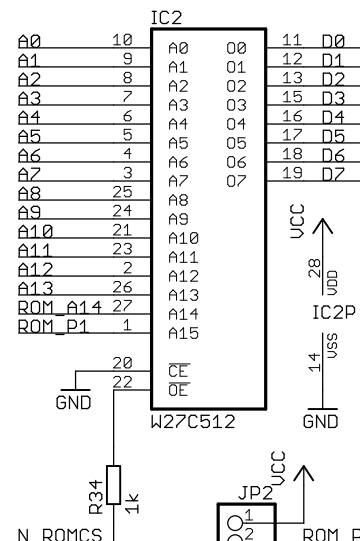 IC2
A0 10 A0 O0 11 D0
A1 9 A1 O1 12 D1
A2 8 A2 O2 13 D2
A3 7 A3 O3 15 D3
A4 6 A4 O4 16 D4
A5 5 A5 O5 17 D5
A6 4 A6 O6 18 D6
A7 3 A7 O7 19 D7
A8 25 A8
A9 24 A9
A10 21 A10
A11 23 A11
A12 2 A12
A13 26 A13
ROM_A14 27 A14
ROM_P1 1 A15
20 CE
22 OE
GND
W27C512
VCC
28 VDD
IC2P
14 VSS
GND
R34
1k
VCC
JP2
1
2
N_ROMCS
ROM_P